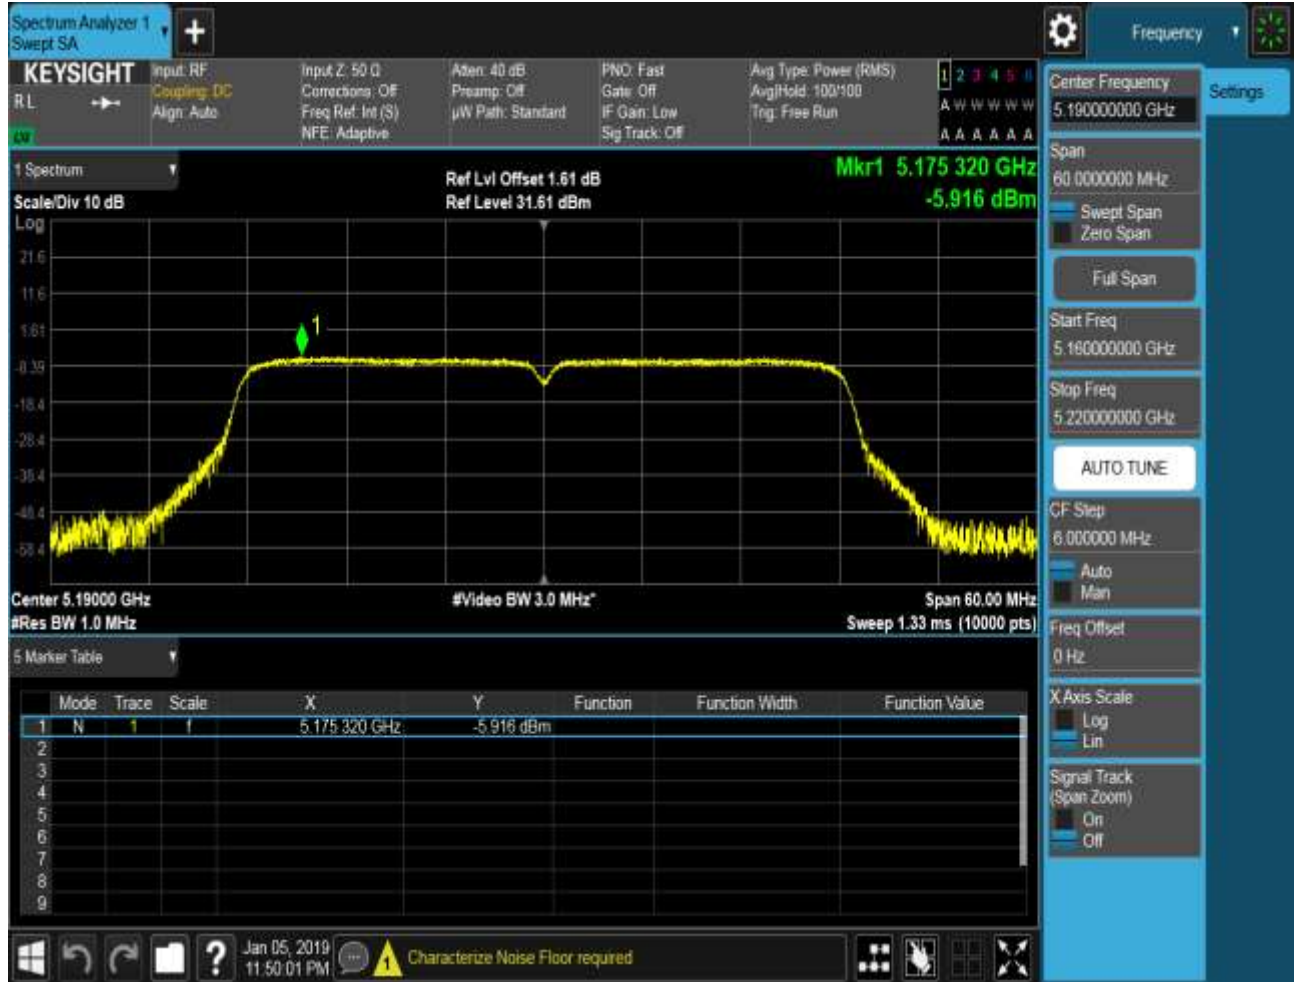 Spectrum Analyzer 1
Swept SA
+
Frequency
KEYSIGHT
R L
Input: RF
Coupling: DC
Align: Auto
Input Z: 50 Ω
Corrections: Off
Freq Ref: Int (S)
NFE: Adaptive
Atten: 40 dB
Preamp: Off
µW Path: Standard
PNO: Fast
Gate: Off
IF Gain: Low
Sig Track: Off
Avg Type: Power (RMS)
Avg|Hold: 100/100
Trig: Free Run
1 2 3 4 5 6
A W W W W W
A A A A A A
1 Spectrum
Scale/Div 10 dB
Ref Lvl Offset 1.61 dB
Ref Level 31.61 dBm
Mkr1 5.175 320 GHz
-5.916 dBm
Log
21.6
11.6
1.61
-8.39
-18.4
-28.4
-38.4
-48.4
-58.4
1
Center 5.19000 GHz
#Res BW 1.0 MHz
#Video BW 3.0 MHz*
Span 60.00 MHz
Sweep 1.33 ms (10000 pts)
5 Marker Table
Mode Trace Scale X Y Function Function Width Function Value
1 N 1 f 5.175 320 GHz -5.916 dBm
2
3
4
5
6
7
8
9
Jan 05, 2019
11:50:01 PM
?
1
Characterize Noise Floor required
Settings
Center Frequency
5.190000000 GHz
Span
60.0000000 MHz
Swept Span
Zero Span
Full Span
Start Freq
5.160000000 GHz
Stop Freq
5.220000000 GHz
AUTO TUNE
CF Step
6.000000 MHz
Auto
Man
Freq Offset
0 Hz
X Axis Scale
Log
Lin
Signal Track
(Span Zoom)
On
Off